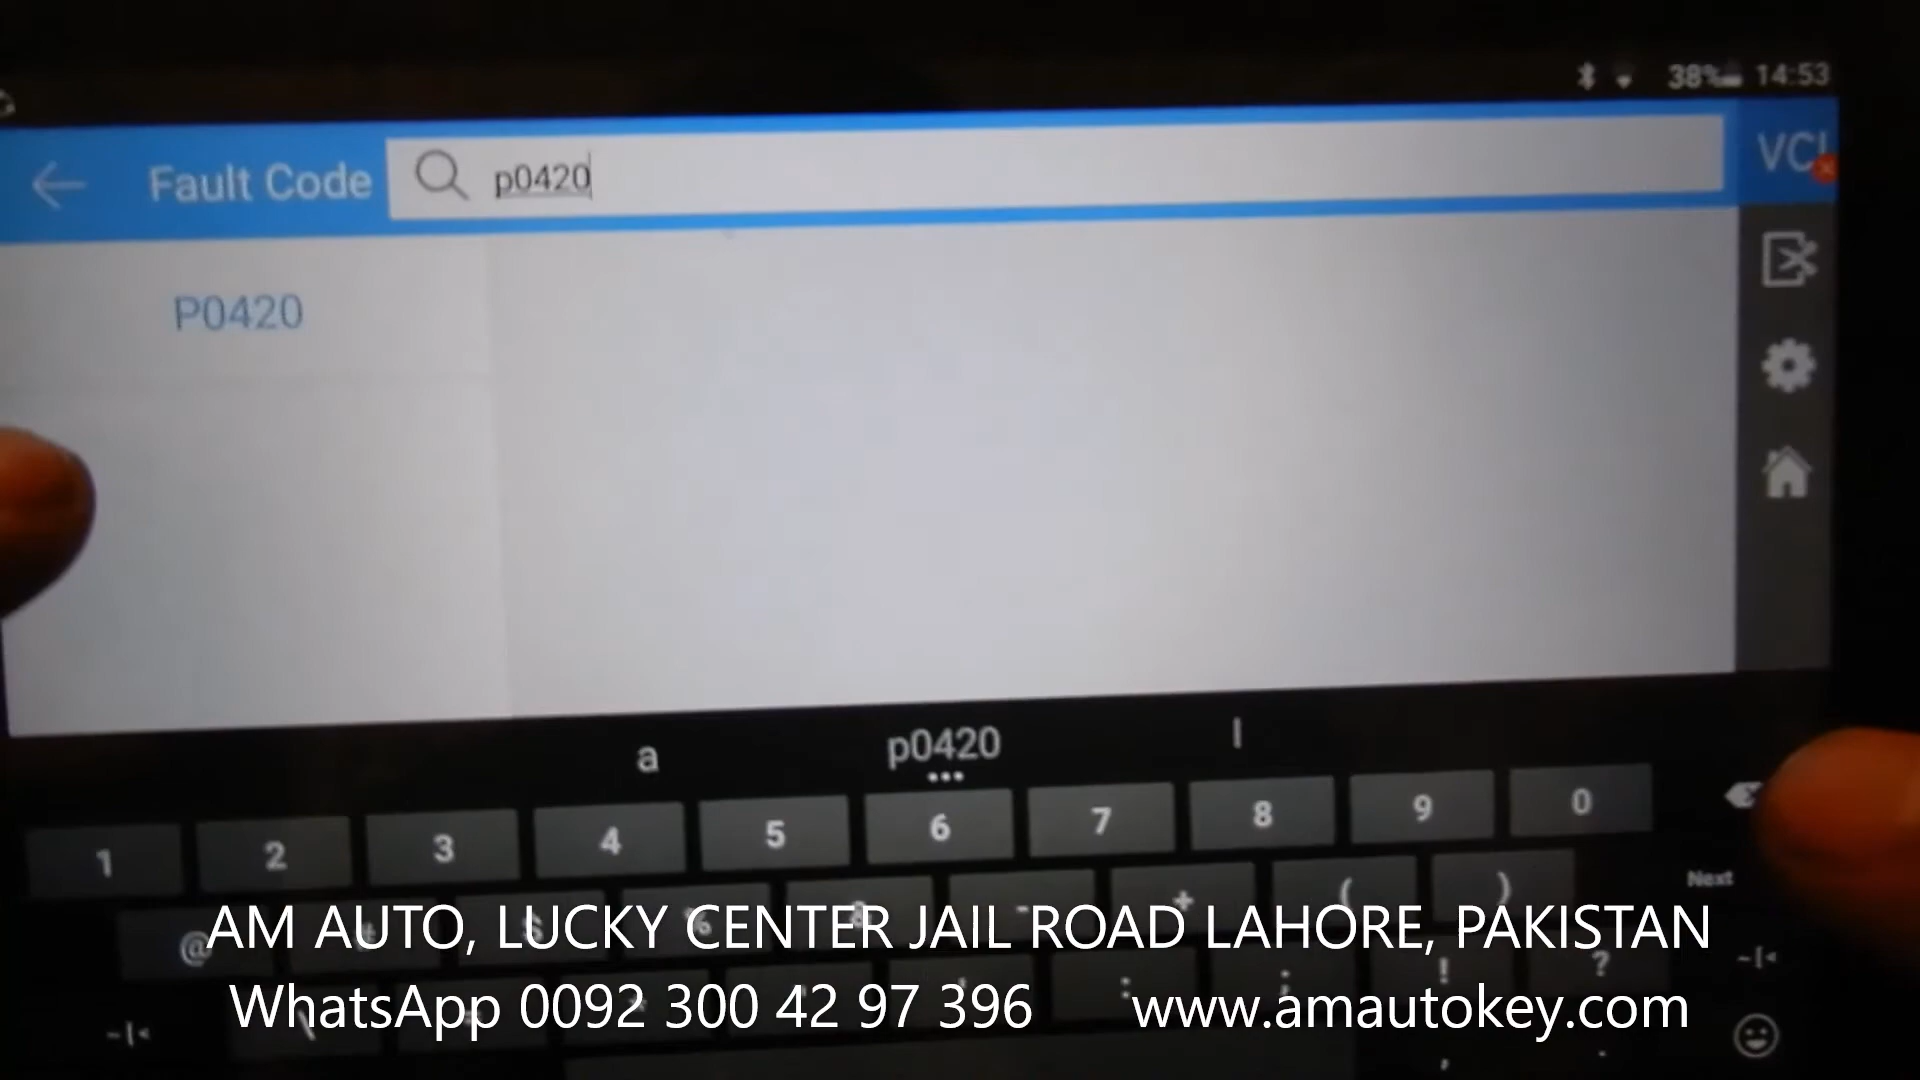 38% 14:53
Fault Code p0420 VCI
P0420
a p0420 l
1 2 3 4 5 6 7 8 9 0
Next
@ # $ % & - + ( )
AM AUTO, LUCKY CENTER JAIL ROAD LAHORE, PAKISTAN
~[< \ : ; ! ? ~[<
WhatsApp 0092 300 42 97 396 www.amautokey.com